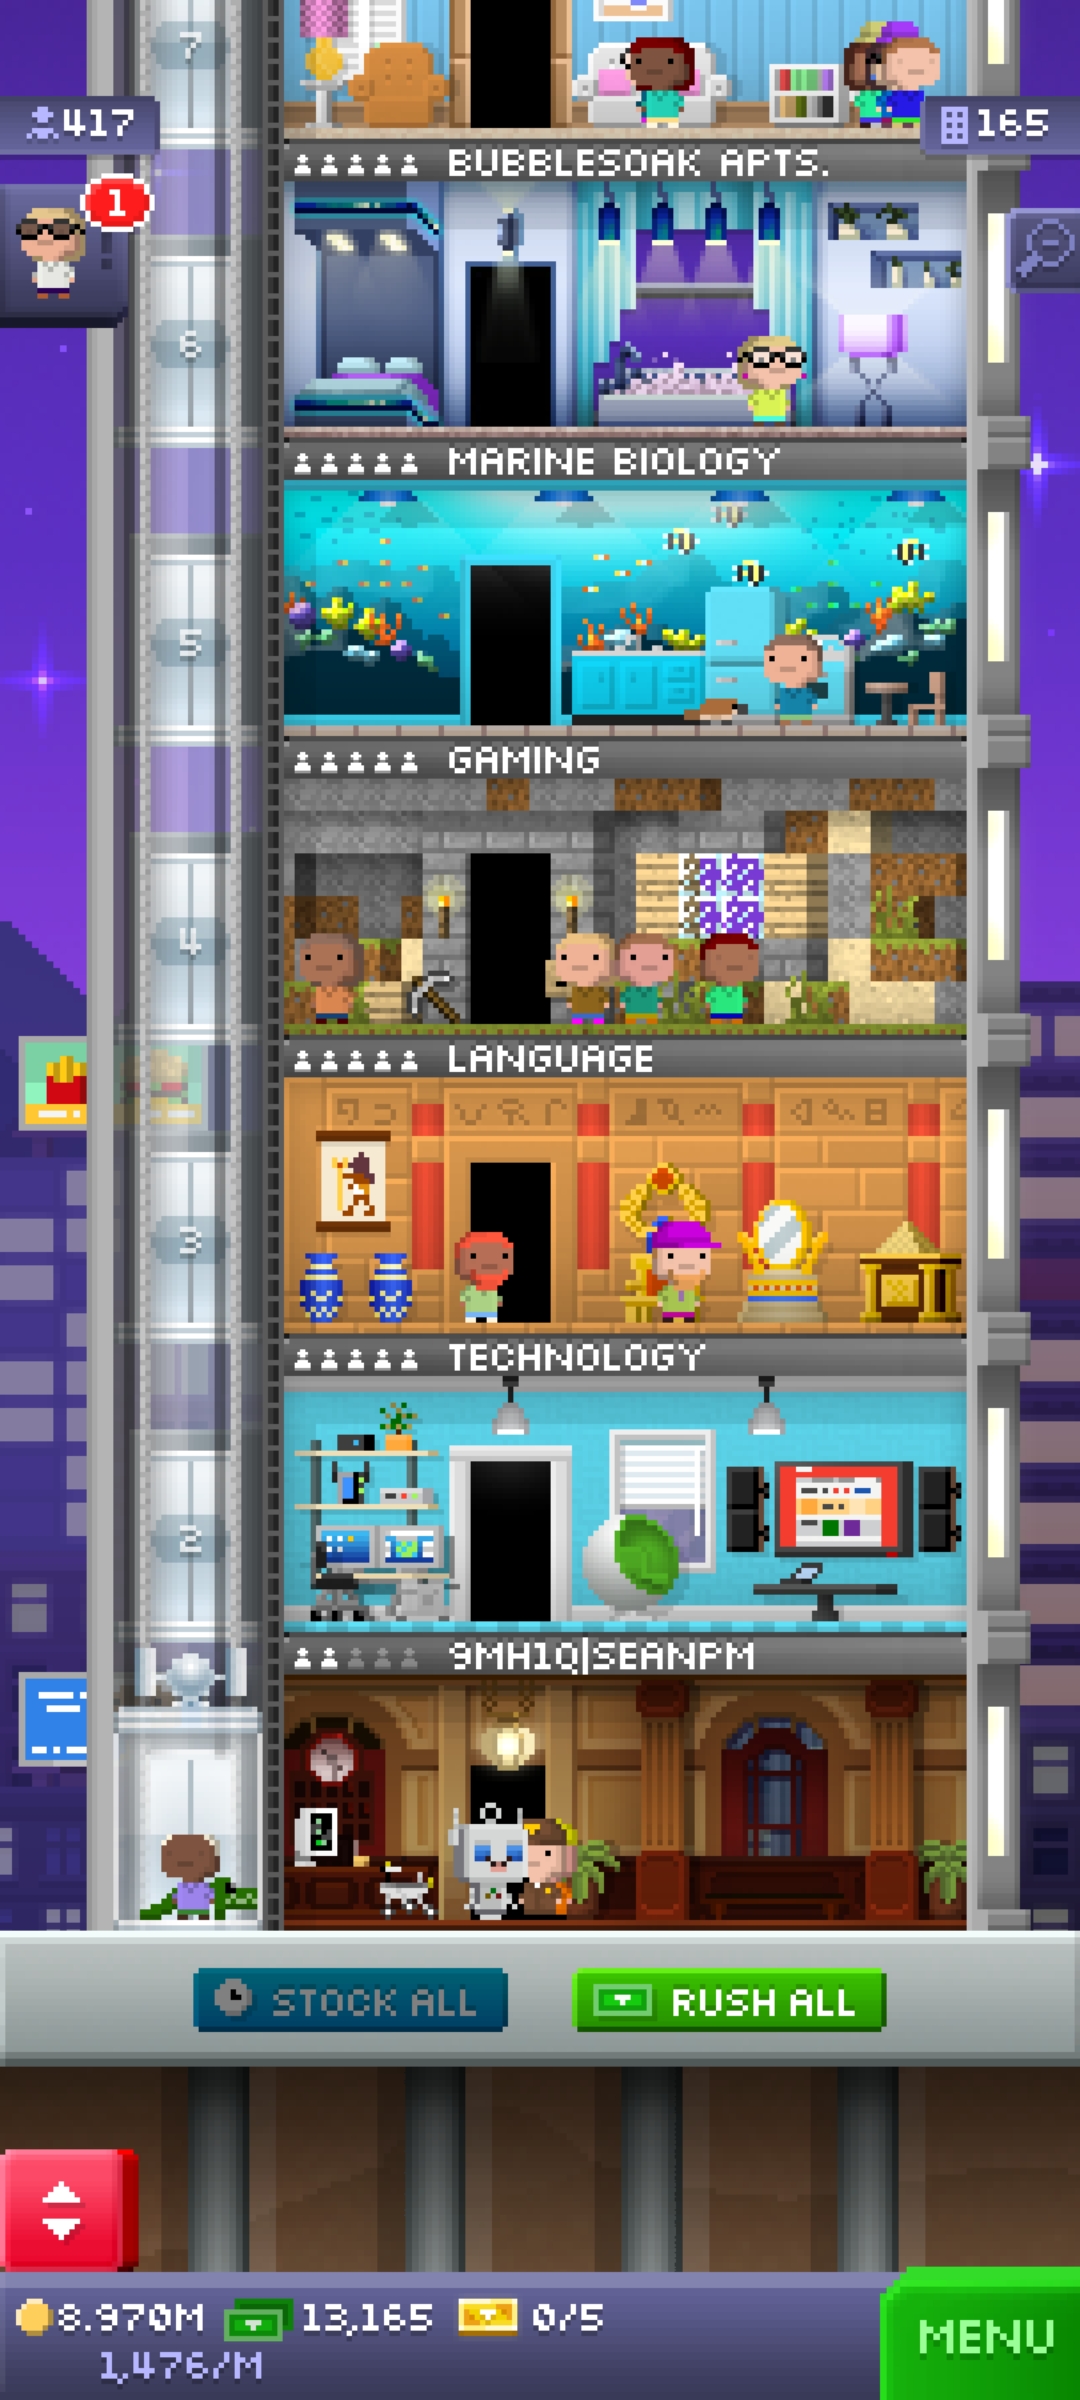 7
417
165
BUBBLESOAK APTS.
1
6
MARINE BIOLOGY
5
GAMING
4
LANGUAGE
3
TECHNOLOGY
2
9MH1Q|SEANPM
STOCK ALL
RUSH ALL
8.970M 13,165 0/5
1,476/M
MENU